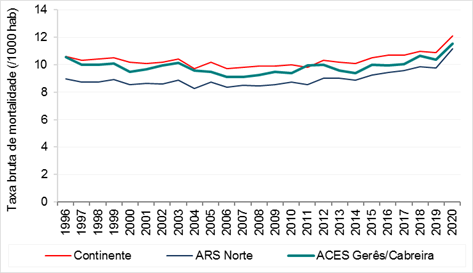 Taxa bruta de mortalidade (/1000 hab)
14
12
10
8
6
4
2
0
1996 1997 1998 1999 2000 2001 2002 2003 2004 2005 2006 2007 2008 2009 2010 2011 2012 2013 2014 2015 2016 2017 2018 2019 2020
Continente ARS Norte ACES Gerês/Cabreira